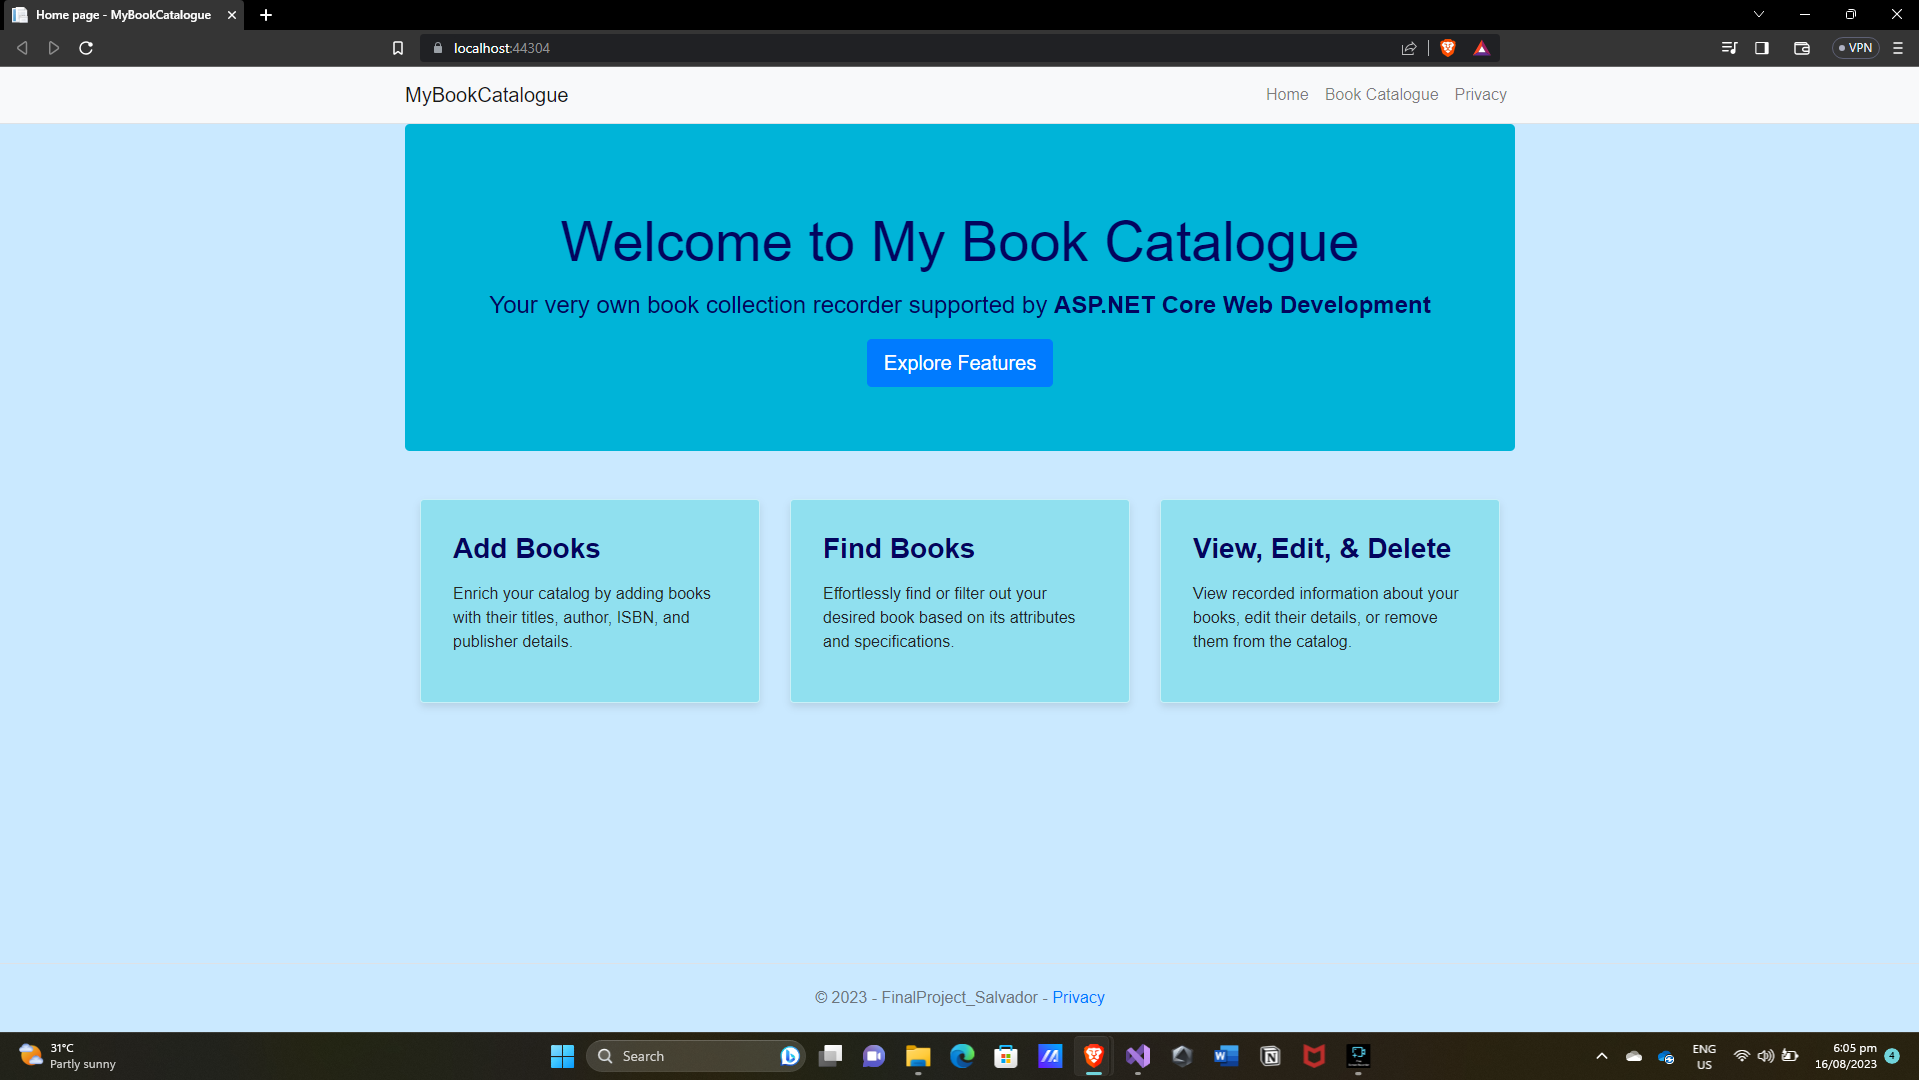 Home page - MyBookCatalogue
localhost:44304
VPN
MyBookCatalogue
Home Book Catalogue Privacy
Welcome to My Book Catalogue
Your very own book collection recorder supported by ASP.NET Core Web Development
Explore Features
Add Books
Enrich your catalog by adding books
with their titles, author, ISBN, and
publisher details.
Find Books
Effortlessly find or filter out your
desired book based on its attributes
and specifications.
View, Edit, & Delete
View recorded information about your
books, edit their details, or remove
them from the catalog.
© 2023 - FinalProject_Salvador - Privacy
31°C
Partly sunny
Search
ENG
US
6:05 pm
16/08/2023
4